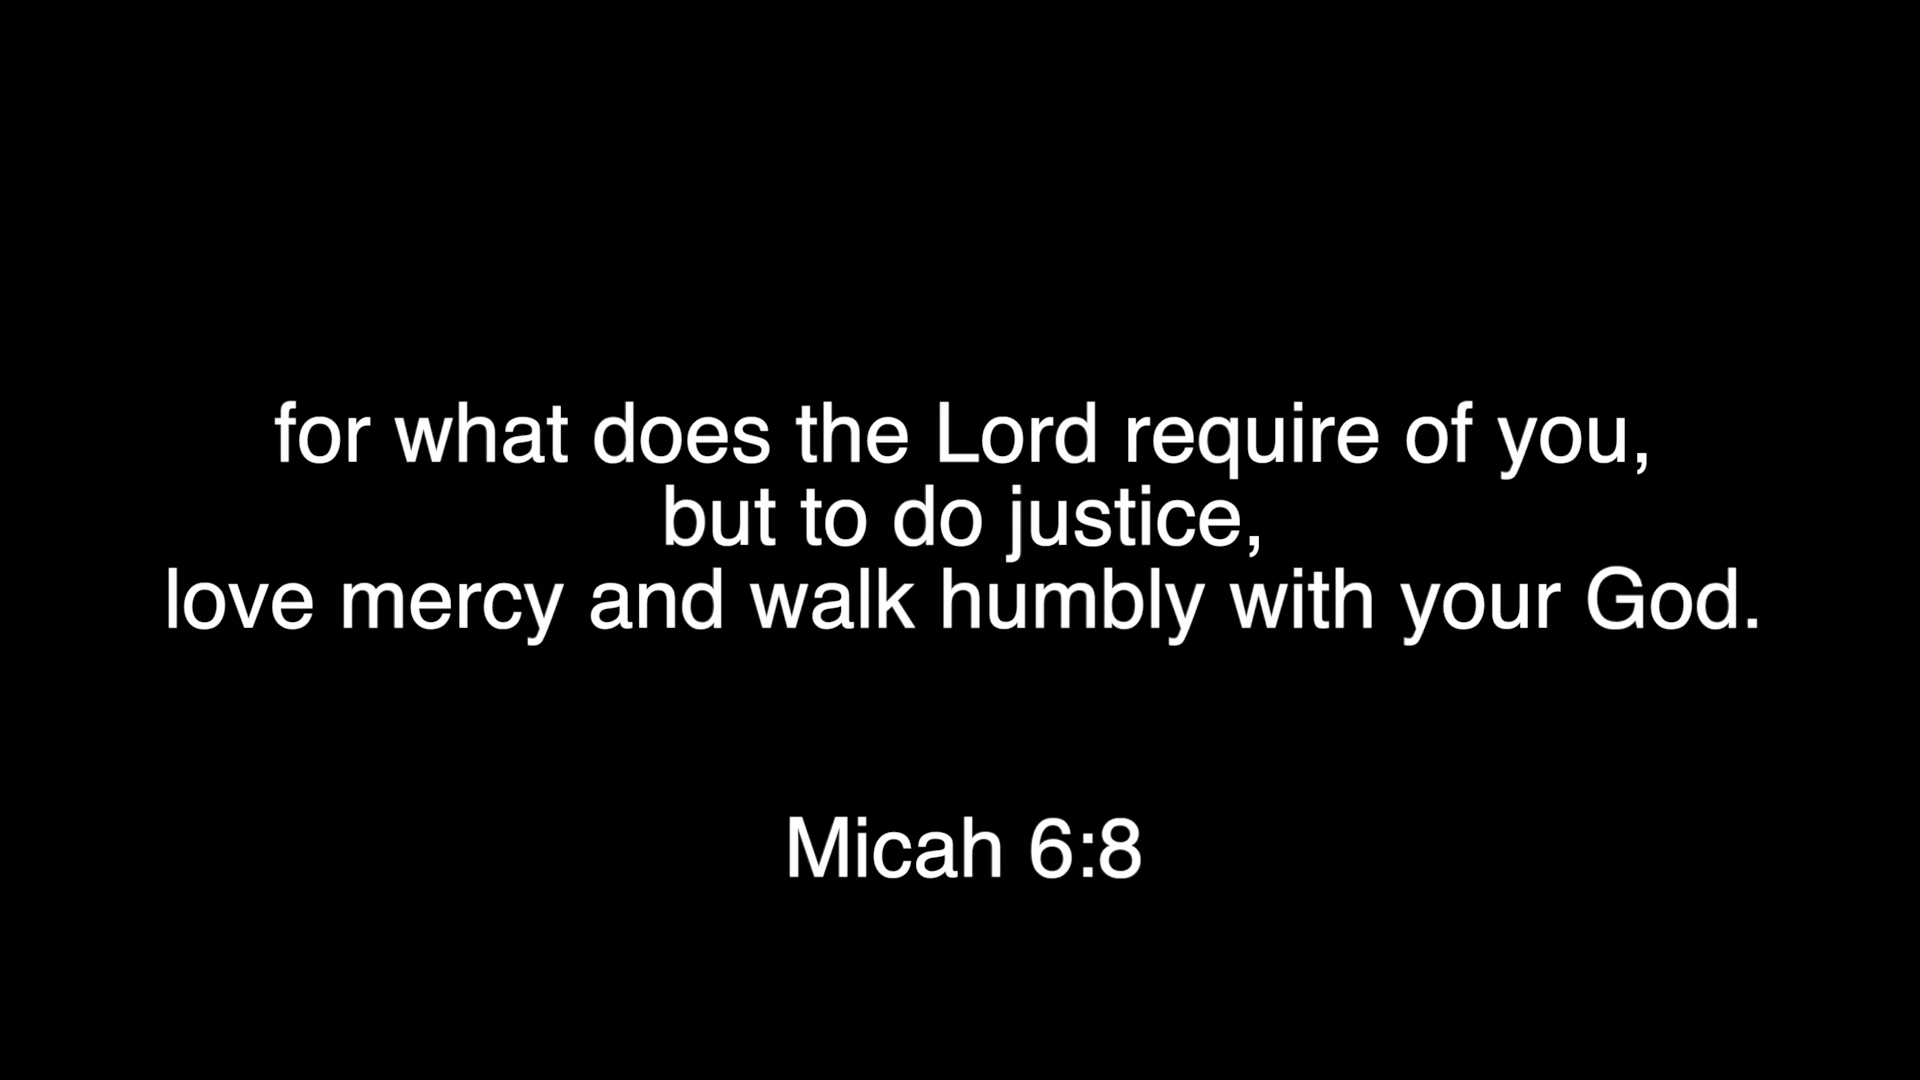 for what does the Lord require of you,
but to do justice,
love mercy and walk humbly with your God.
Micah 6:8